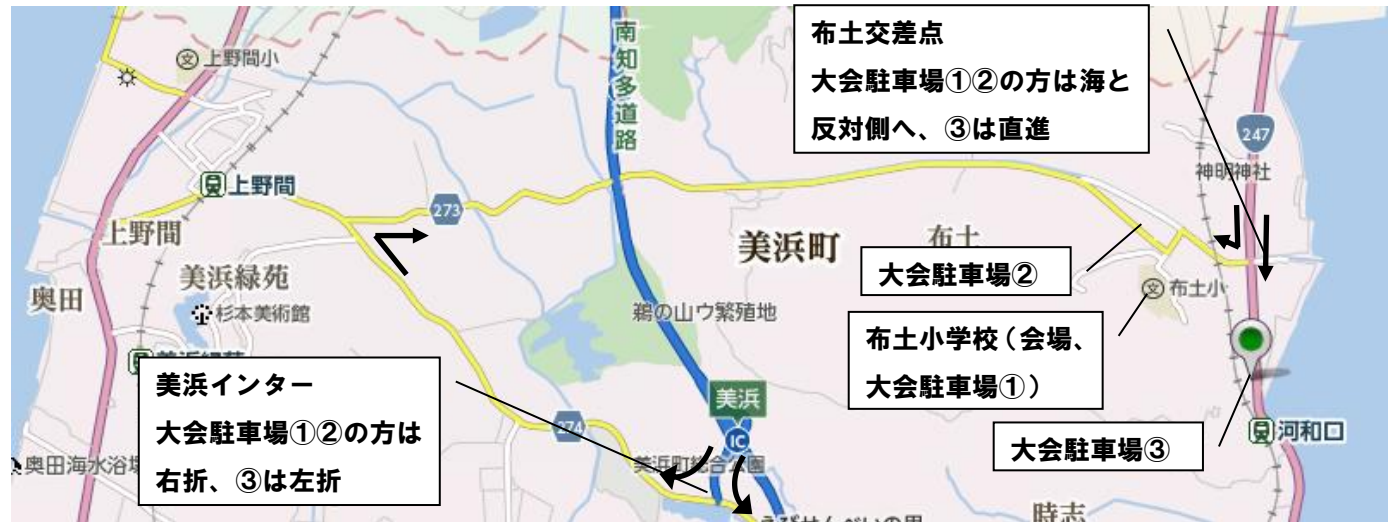 布土交差点
大会駐車場①②の方は海と
反対側へ、③は直進
南知多道路
上野間小
247
神明神社
上野間
273
上野間
美浜町
布土
大会駐車場②
美浜緑苑
奥田
杉本美術館
鵜の山ウ繁殖地
布土小
布土小学校（会場、
大会駐車場①）
美浜インター
大会駐車場①②の方は
右折、③は左折
美浜
IC
274
河和口
大会駐車場③
奥田海水浴場
美浜町総合公園
時志